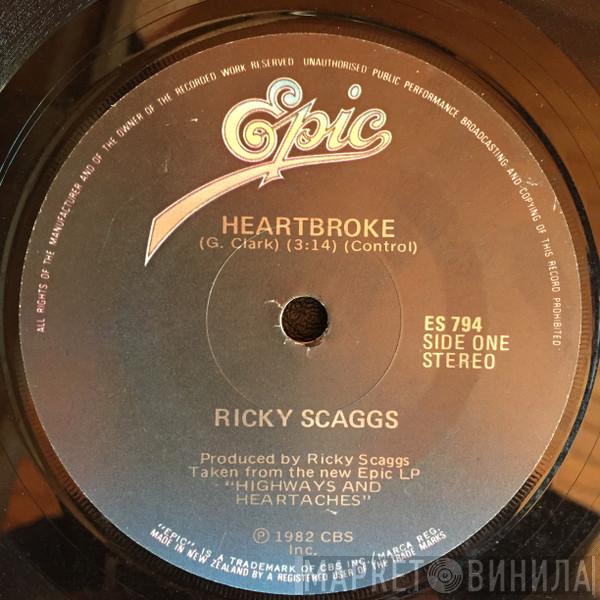 ALL RIGHTS OF THE MANUFACTURER AND OF THE OWNER OF THE RECORDED WORK RESERVED UNAUTHORISED PUBLIC PERFORMANCE BROADCASTING AND COPYING OF THIS RECORD PROHIBITED
Epic
HEARTBROKE
(G. Clark) (3:14) (Control)
ES 794
SIDE ONE
STEREO
RICKY SCAGGS
Produced by Ricky Scaggs
Taken from the new Epic LP
"HIGHWAYS AND
HEARTACHES"
℗ 1982 CBS
Inc.
"EPIC" IS A TRADEMARK OF CBS INC. (MARCA REG.
MADE IN NEW ZEALAND BY A REGISTERED USER OF THE TRADE MARKS
МАРКЕТ ВИНИЛА